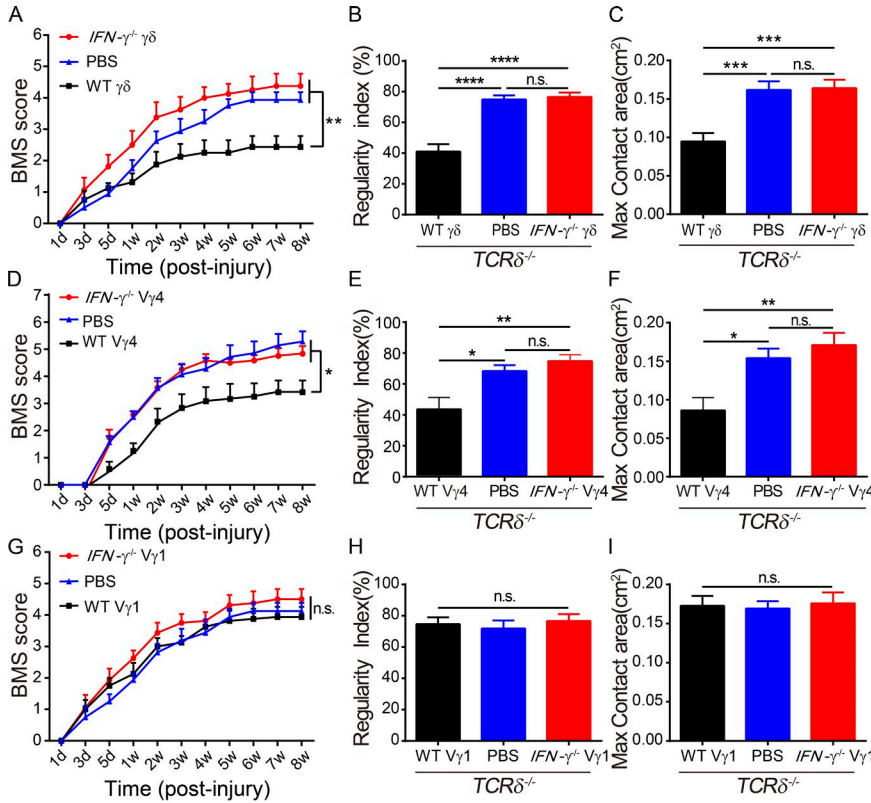 A
IFN-γ-/- γδ
PBS
WT γδ
BMS score
6
5
4
3
2
1
0
**
1d 3d 5d 1w 2w 3w 4w 5w 6w 7w 8w
Time (post-injury)
B
Regularity index (%)
100
80
60
40
20
0
****
**** n.s.
WT γδ PBS IFN-γ-/- γδ
TCRδ-/-
C
Max Contact area(cm2)
0.20
0.15
0.10
0.05
0.00
***
*** n.s.
WT γδ PBS IFN-γ-/- γδ
TCRδ-/-
D
IFN-γ-/- Vγ4
PBS
WT Vγ4
BMS score
7
6
5
4
3
2
1
0
*
1d 3d 5d 1w 2w 3w 4w 5w 6w 7w 8w
Time (post-injury)
E
Regularity Index(%)
100
80
60
40
20
0
**
* n.s.
WT Vγ4 PBS IFN-γ-/- Vγ4
TCRδ-/-
F
Max Contact area(cm2)
0.20
0.15
0.10
0.05
0.00
**
* n.s.
WT Vγ4 PBS IFN-γ-/- Vγ4
TCRδ-/-
G
IFN-γ-/- Vγ1
PBS
WT Vγ1
BMS score
6
5
4
3
2
1
0
n.s.
1d 3d 5d 1w 2w 3w 4w 5w 6w 7w 8w
Time (post-injury)
H
Regularity Index(%)
100
80
60
40
20
0
n.s.
WT Vγ1 PBS IFN-γ-/- Vγ1
TCRδ-/-
I
Max Contact area(cm2)
0.20
0.15
0.10
0.05
0.00
n.s.
WT Vγ1 PBS IFN-γ-/- Vγ1
TCRδ-/-